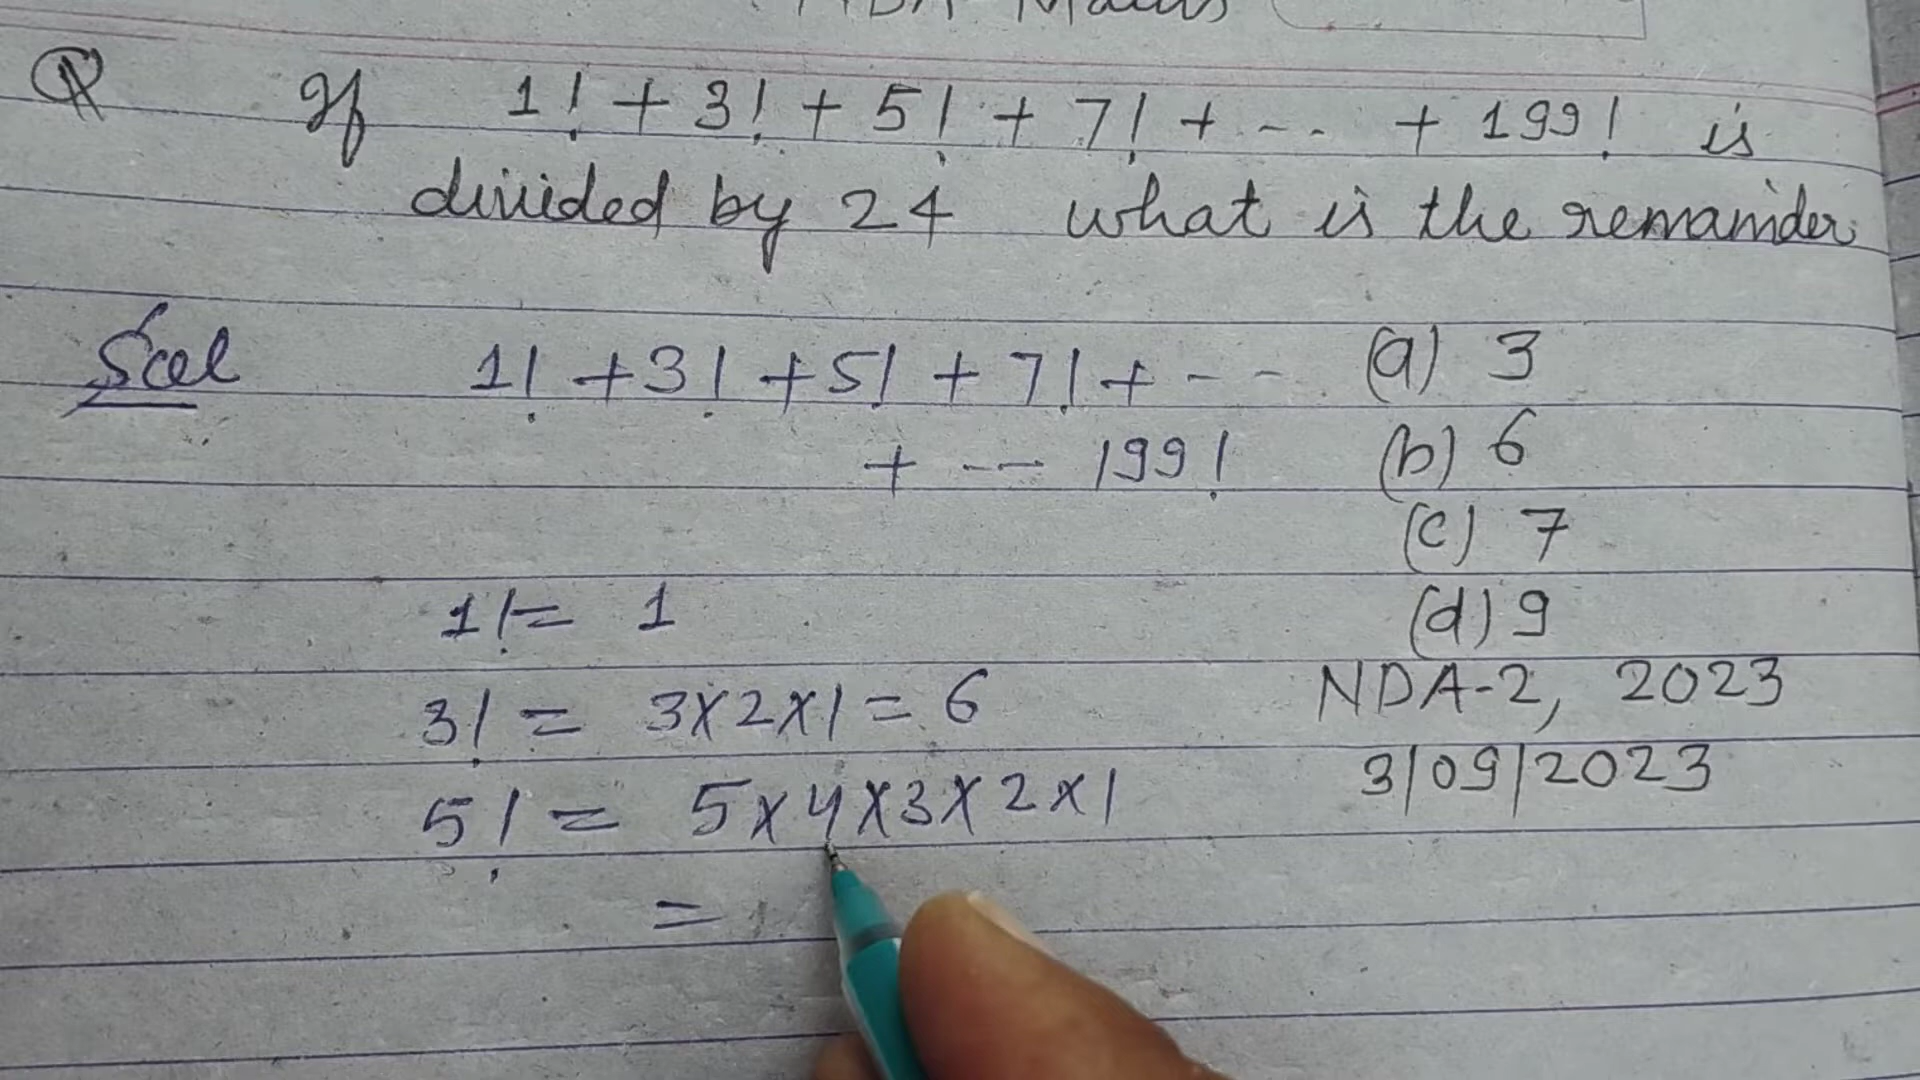 Q If 1! + 3! + 5! + 7! + -- .. + 199! is
divided by 24 what is the remainder
Sol 1! + 3! + 5! + 7! + - - (a) 3
+ --- 199! (b) 6
(c) 7
1! = 1 (d) 9
3! = 3×2×1 = 6 NDA-2, 2023
5! = 5×4×3×2×1 3/09/2023
=